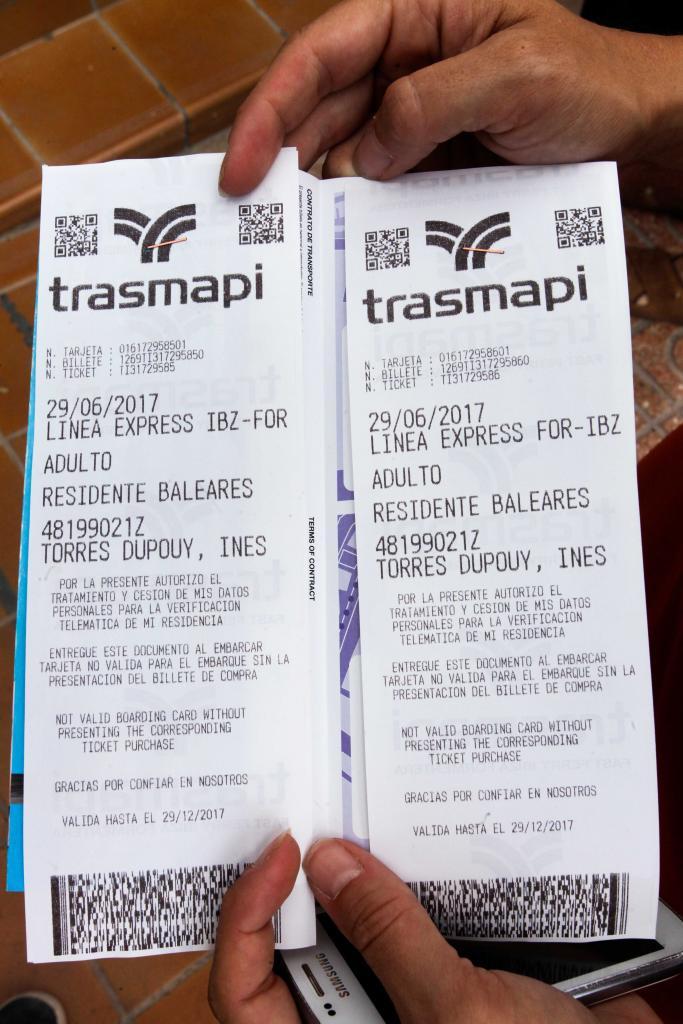 trasmapi
N. TARJETA : 016172958501
N. BILLETE : 1269TI317295850
N. TICKET : TI31729585
29/06/2017
LINEA EXPRESS IBZ-FOR
ADULTO
RESIDENTE BALEARES
48199021Z
TORRES DUPOUY, INES
POR LA PRESENTE AUTORIZO EL
TRATAMIENTO Y CESION DE MIS DATOS
PERSONALES PARA LA VERIFICACION
TELEMATICA DE MI RESIDENCIA
ENTREGUE ESTE DOCUMENTO AL EMBARCAR
TARJETA NO VALIDA PARA EL EMBARQUE SIN LA
PRESENTACION DEL BILLETE DE COMPRA
NOT VALID BOARDING CARD WITHOUT
PRESENTING THE CORRESPONDING
TICKET PURCHASE
GRACIAS POR CONFIAR EN NOSOTROS
VALIDA HASTA EL 29/12/2017
CONTRATO DE TRANSPORTE
TERMS OF CONTRACT
trasmapi
N. TARJETA : 016172958601
N. BILLETE : 1269TI317295860
N. TICKET : TI31729586
29/06/2017
LINEA EXPRESS FOR-IBZ
ADULTO
RESIDENTE BALEARES
48199021Z
TORRES DUPOUY, INES
POR LA PRESENTE AUTORIZO EL
TRATAMIENTO Y CESION DE MIS DATOS
PERSONALES PARA LA VERIFICACION
TELEMATICA DE MI RESIDENCIA
ENTREGUE ESTE DOCUMENTO AL EMBARCAR
TARJETA NO VALIDA PARA EL EMBARQUE SIN LA
PRESENTACION DEL BILLETE DE COMPRA
NOT VALID BOARDING CARD WITHOUT
PRESENTING THE CORRESPONDING
TICKET PURCHASE
GRACIAS POR CONFIAR EN NOSOTROS
VALIDA HASTA EL 29/12/2017
SAMSUNG